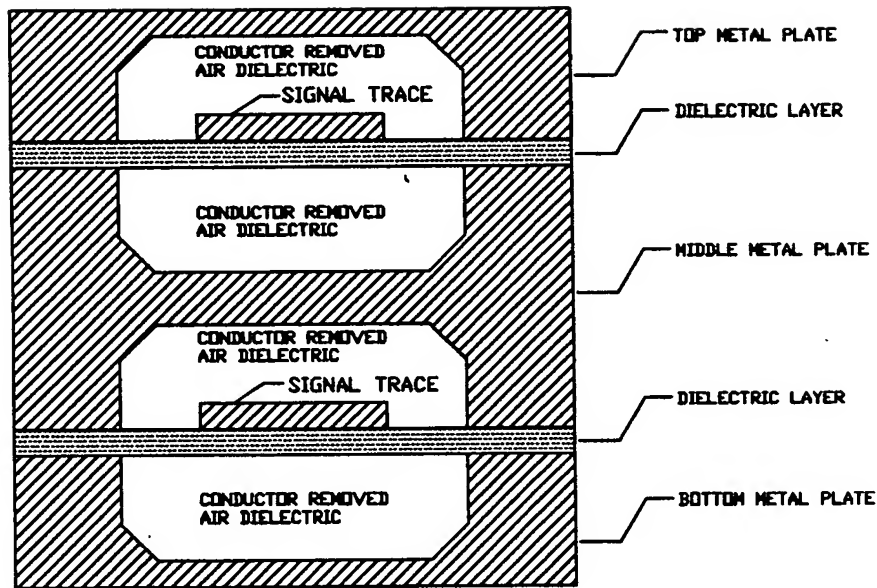 CONDUCTOR REMOVED
AIR DIELECTRIC
SIGNAL TRACE
TOP METAL PLATE
DIELECTRIC LAYER
CONDUCTOR REMOVED
AIR DIELECTRIC
MIDDLE METAL PLATE
CONDUCTOR REMOVED
AIR DIELECTRIC
SIGNAL TRACE
DIELECTRIC LAYER
CONDUCTOR REMOVED
AIR DIELECTRIC
BOTTOM METAL PLATE